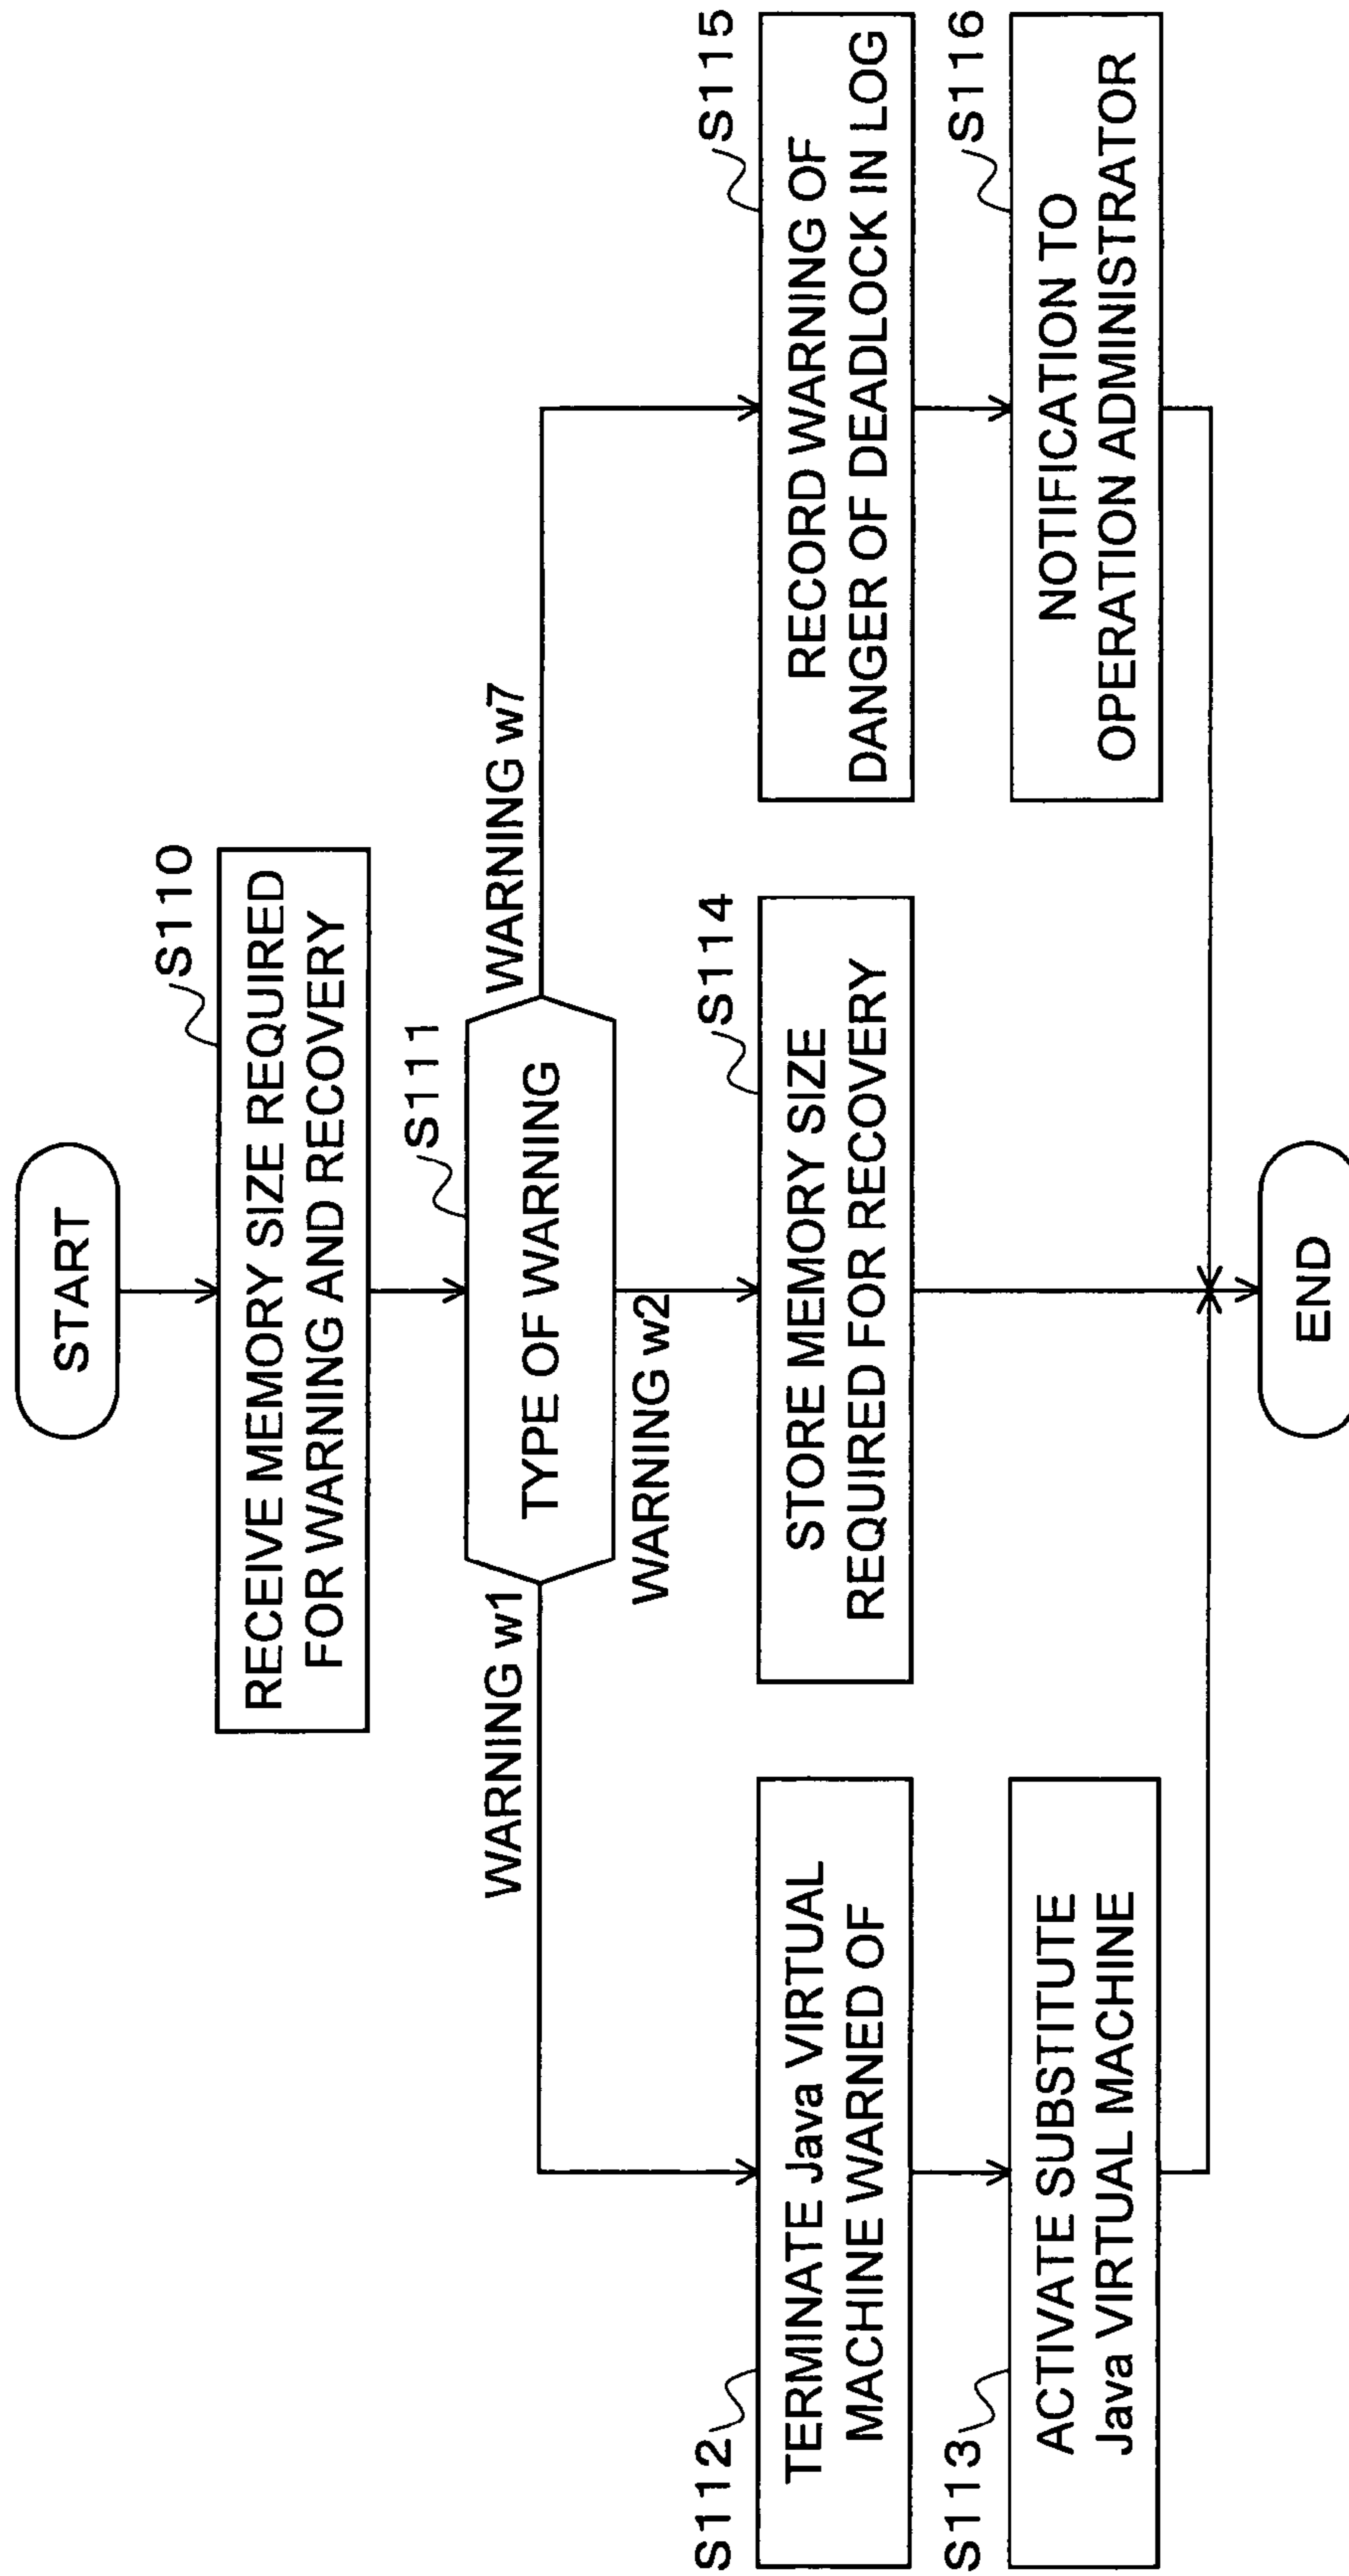 START
S110
RECEIVE MEMORY SIZE REQUIRED
FOR WARNING AND RECOVERY
S111
TYPE OF WARNING
WARNING w1
WARNING w2
WARNING w7
S112
TERMINATE Java VIRTUAL
MACHINE WARNED OF
S113
ACTIVATE SUBSTITUTE
Java VIRTUAL MACHINE
S114
STORE MEMORY SIZE
REQUIRED FOR RECOVERY
S115
RECORD WARNING OF
DANGER OF DEADLOCK IN LOG
S116
NOTIFICATION TO
OPERATION ADMINISTRATOR
END